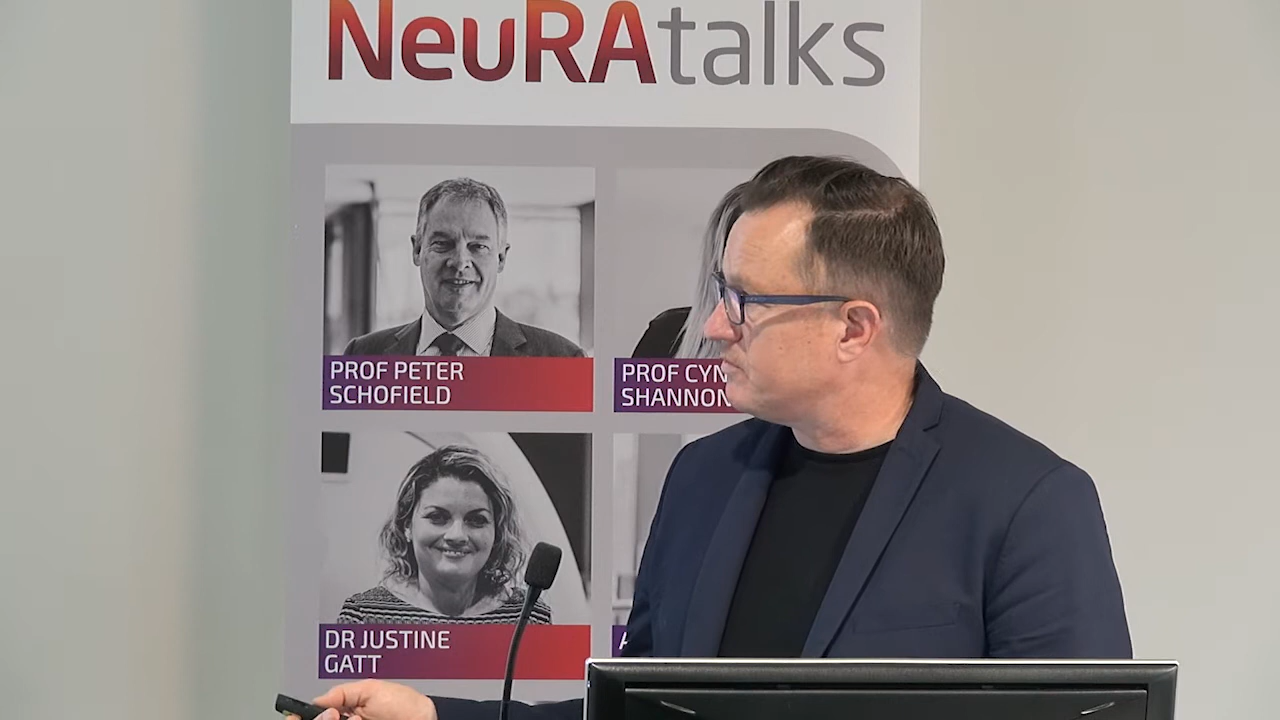 NeuRAtalks
PROF PETER
SCHOFIELD
PROF CYN
SHANNON
DR JUSTINE
GATT